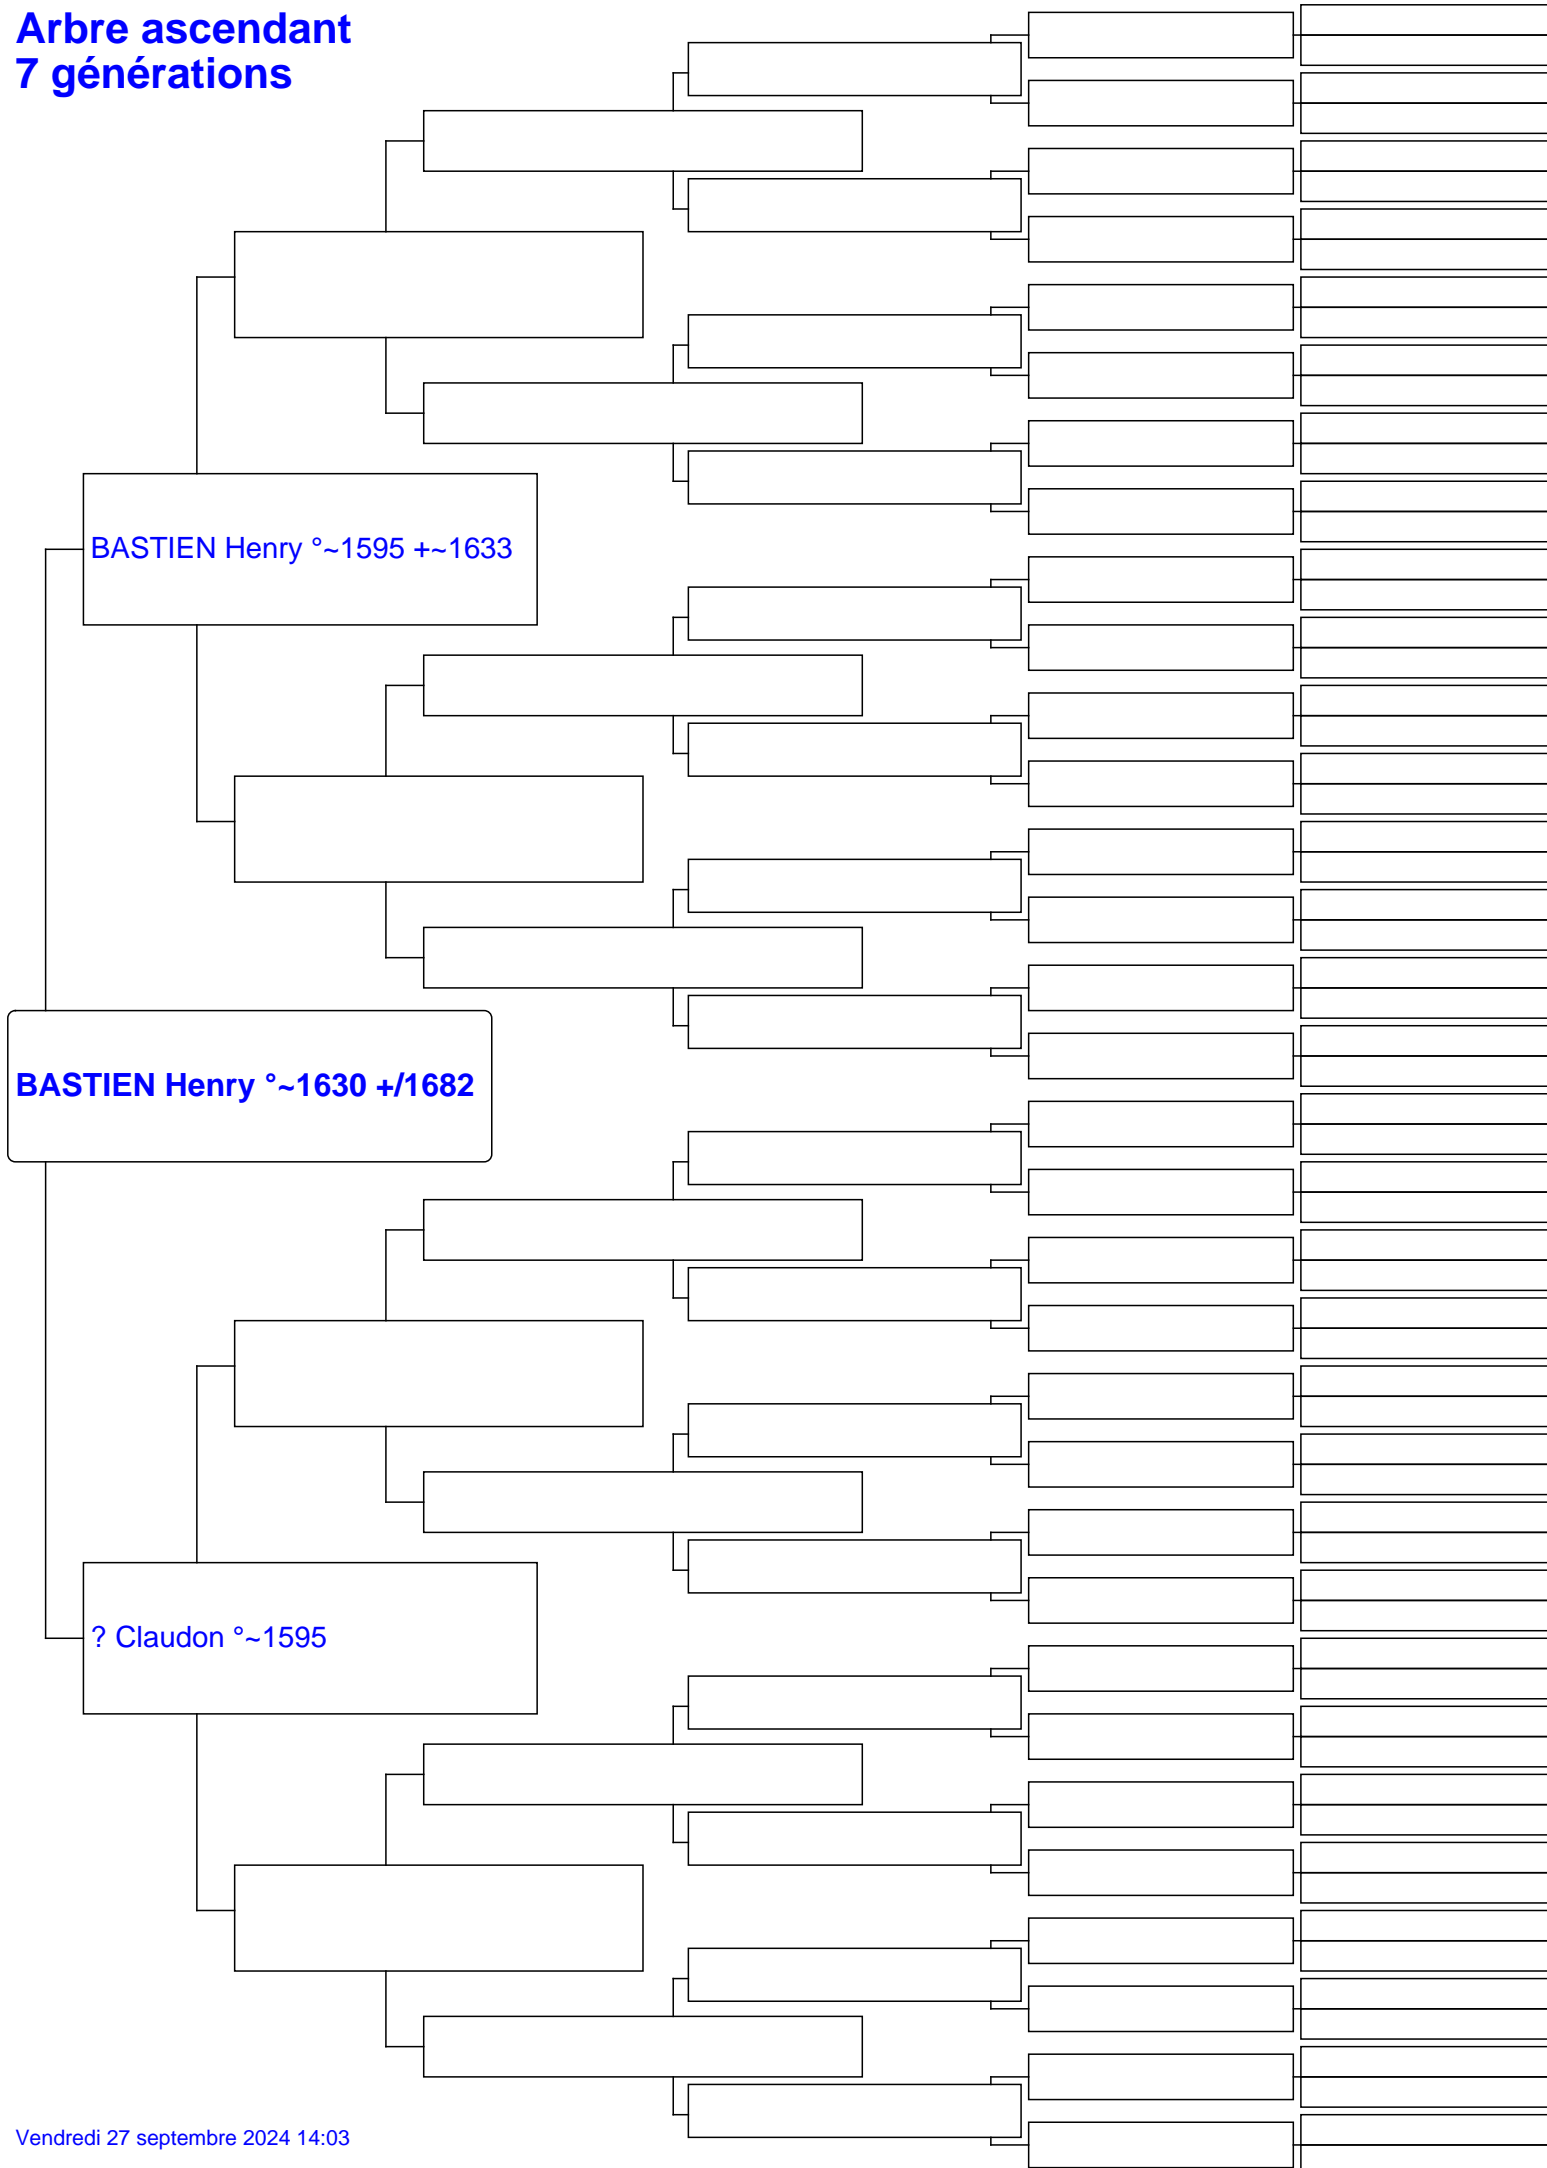 Arbre ascendant
7 générations
BASTIEN Henry °~1595 +~1633
BASTIEN Henry °~1630 +/1682
? Claudon °~1595
Vendredi 27 septembre 2024 14:03